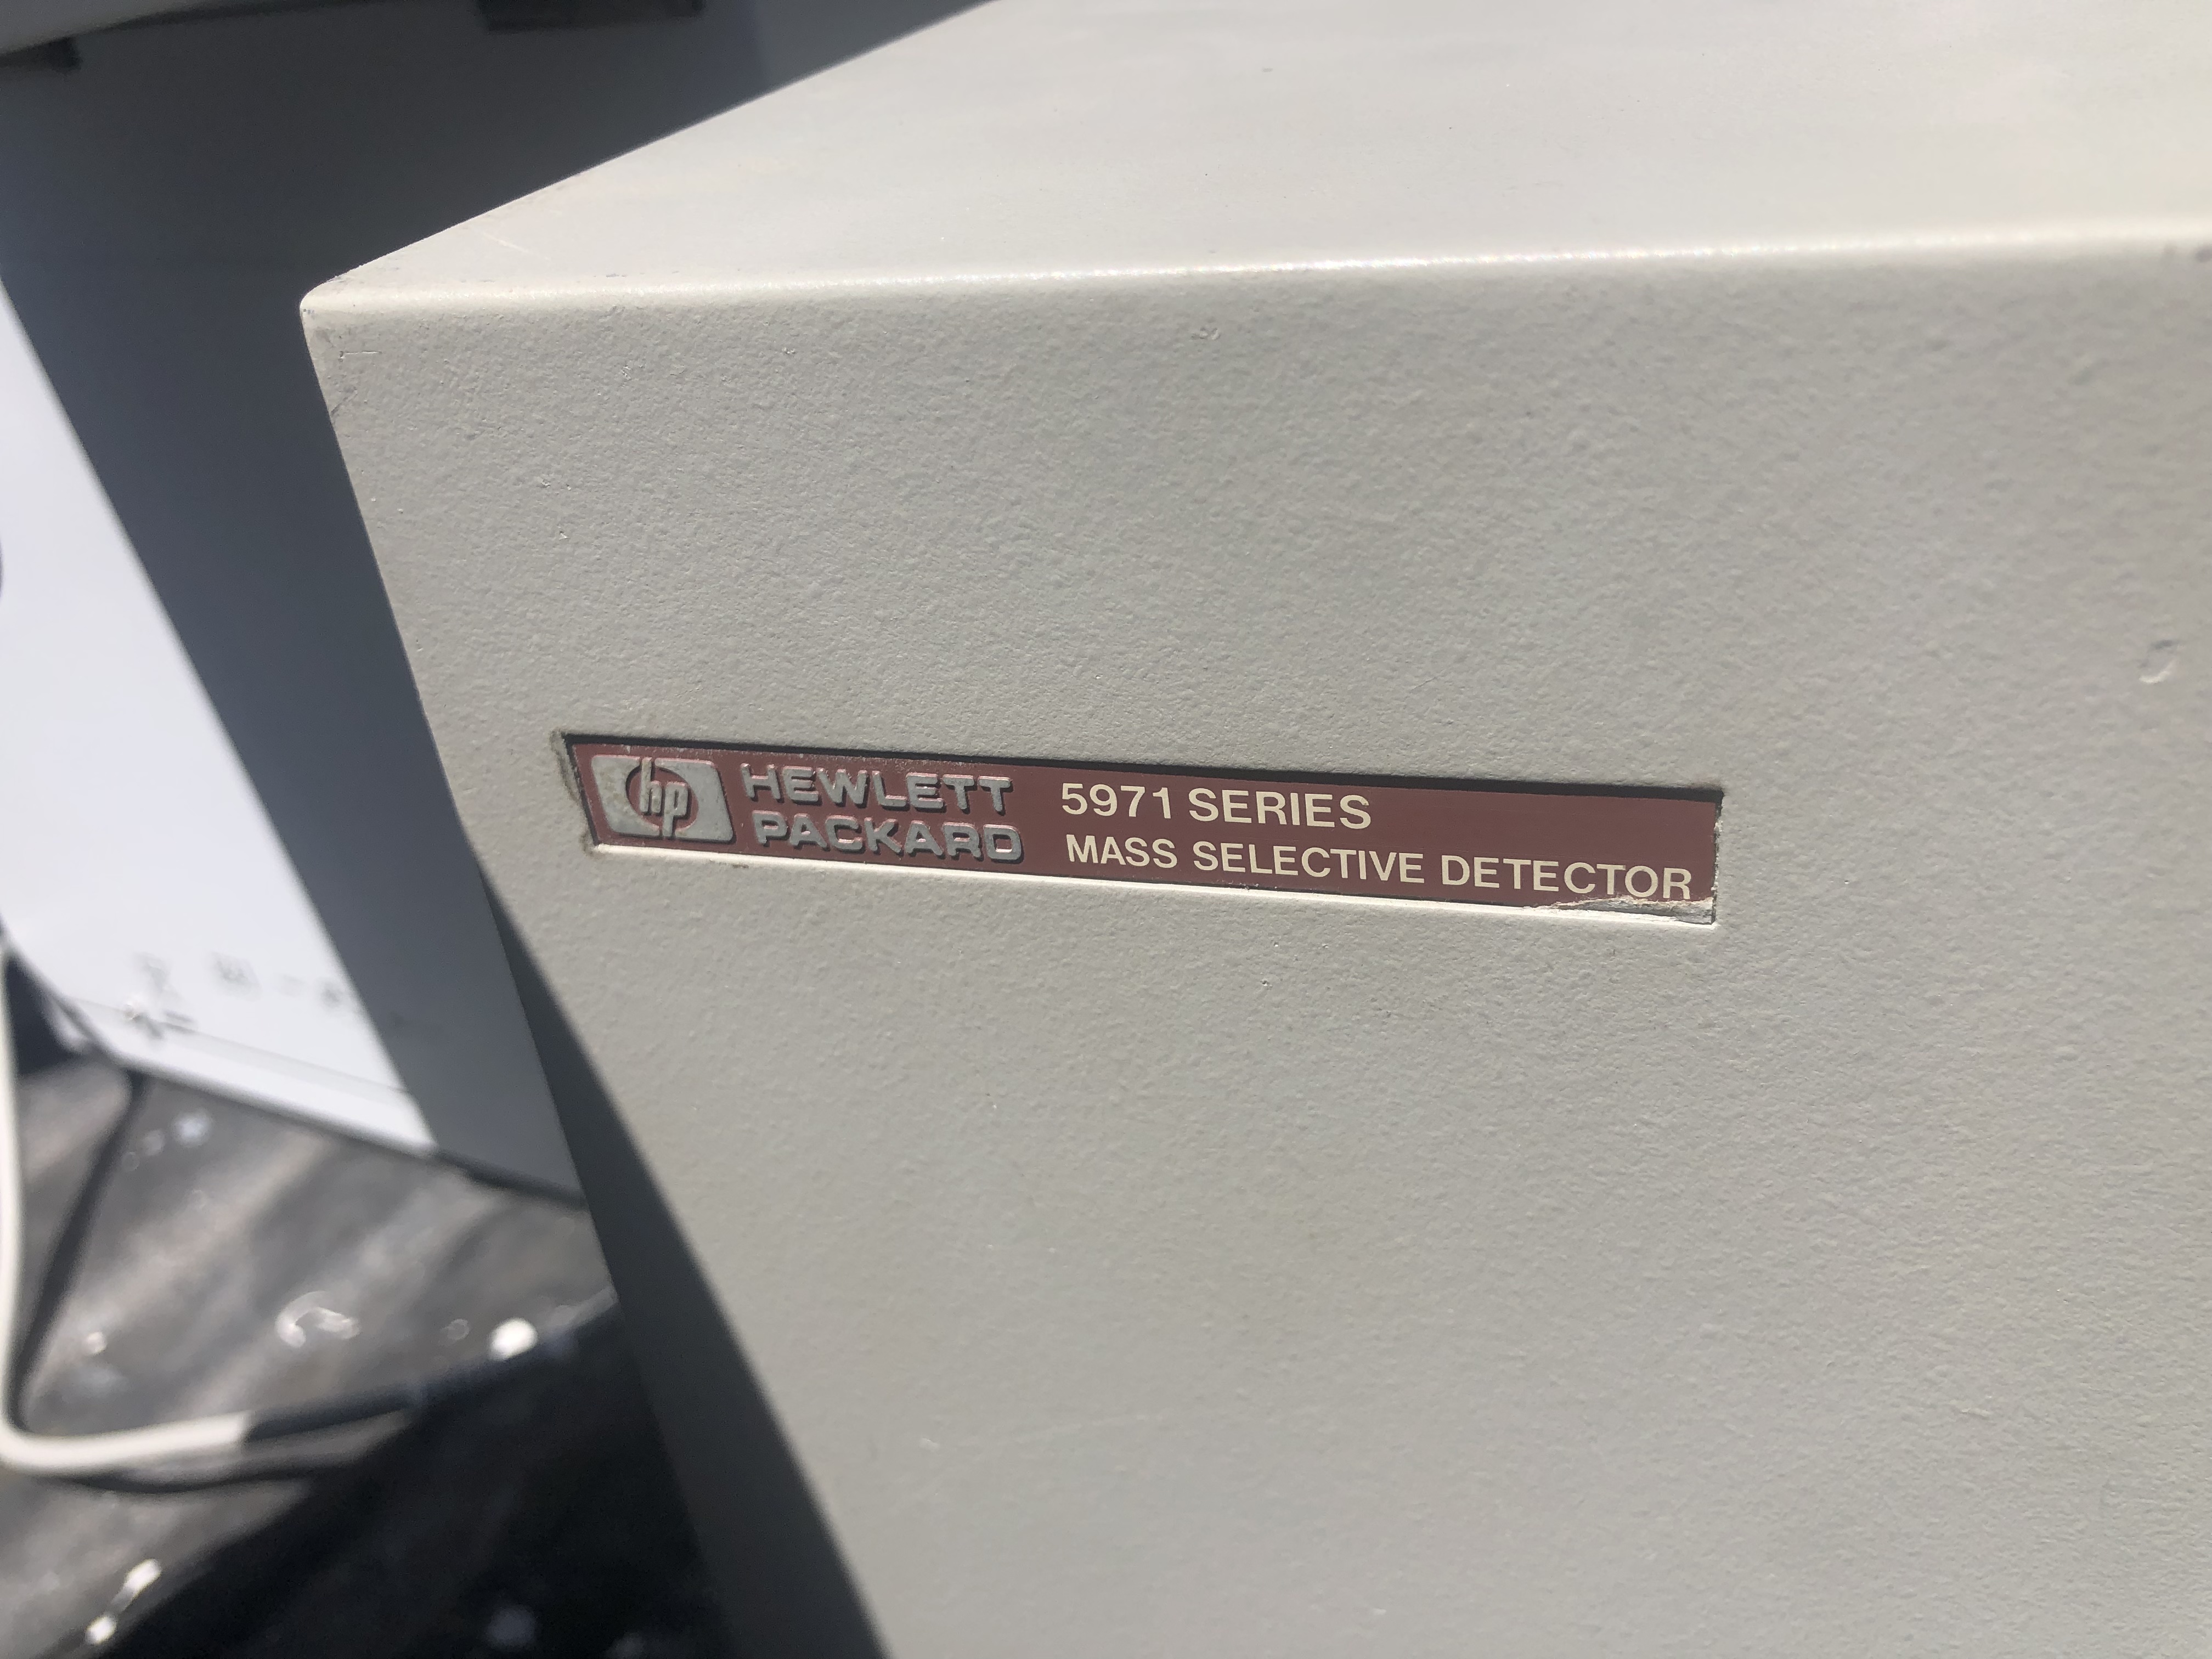 hp HEWLETT PACKARD
5971 SERIES
MASS SELECTIVE DETECTOR